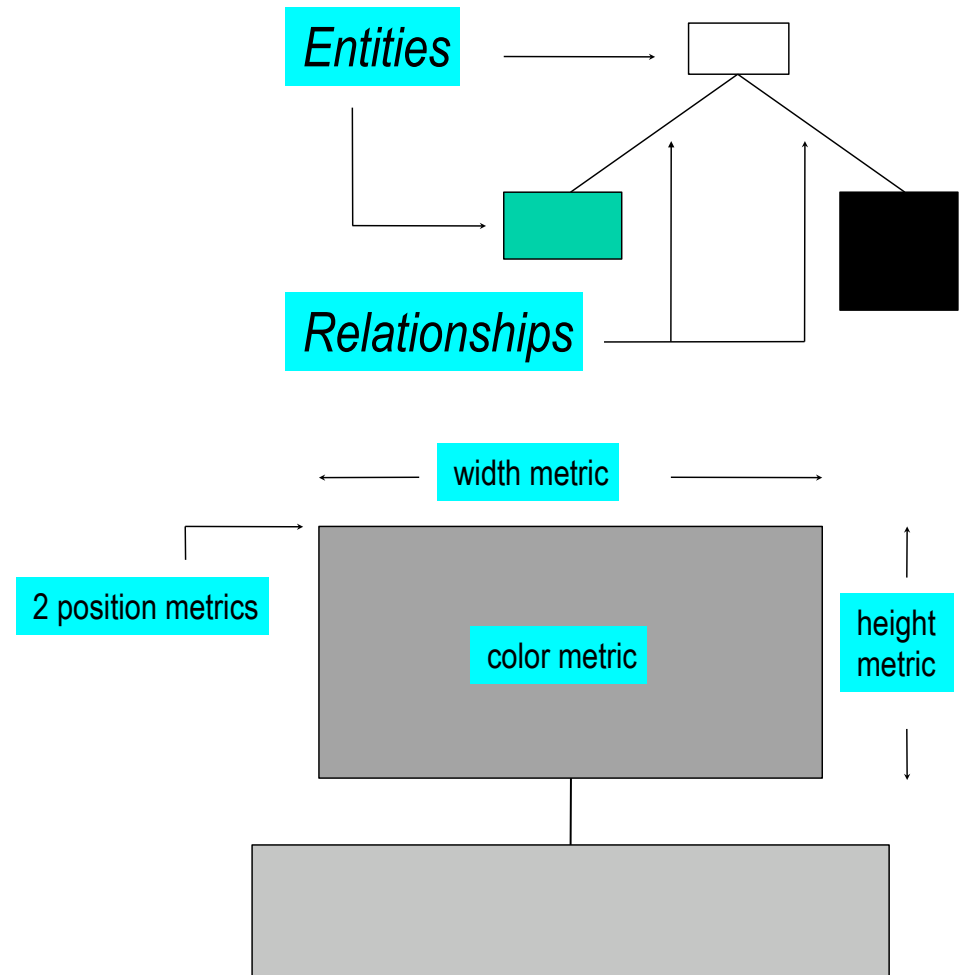 Entities
Relationships
width metric
2 position metrics
color metric
height
metric